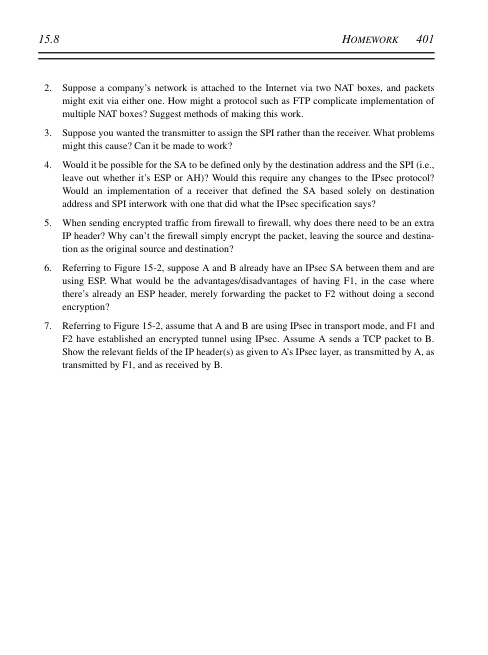 15.8 HOMEWORK 401
2. Suppose a company's network is attached to the Internet via two NAT boxes, and packets
might exit via either one. How might a protocol such as FTP complicate implementation of
multiple NAT boxes? Suggest methods of making this work.
3. Suppose you wanted the transmitter to assign the SPI rather than the receiver. What problems
might this cause? Can it be made to work?
4. Would it be possible for the SA to be defined only by the destination address and the SPI (i.e.,
leave out whether it's ESP or AH)? Would this require any changes to the IPsec protocol?
Would an implementation of a receiver that defined the SA based solely on destination
address and SPI interwork with one that did what the IPsec specification says?
5. When sending encrypted traffic from firewall to firewall, why does there need to be an extra
IP header? Why can't the firewall simply encrypt the packet, leaving the source and destina-
tion as the original source and destination?
6. Referring to Figure 15-2, suppose A and B already have an IPsec SA between them and are
using ESP. What would be the advantages/disadvantages of having F1, in the case where
there's already an ESP header, merely forwarding the packet to F2 without doing a second
encryption?
7. Referring to Figure 15-2, assume that A and B are using IPsec in transport mode, and F1 and
F2 have established an encrypted tunnel using IPsec. Assume A sends a TCP packet to B.
Show the relevant fields of the IP header(s) as given to A's IPsec layer, as transmitted by A, as
transmitted by F1, and as received by B.